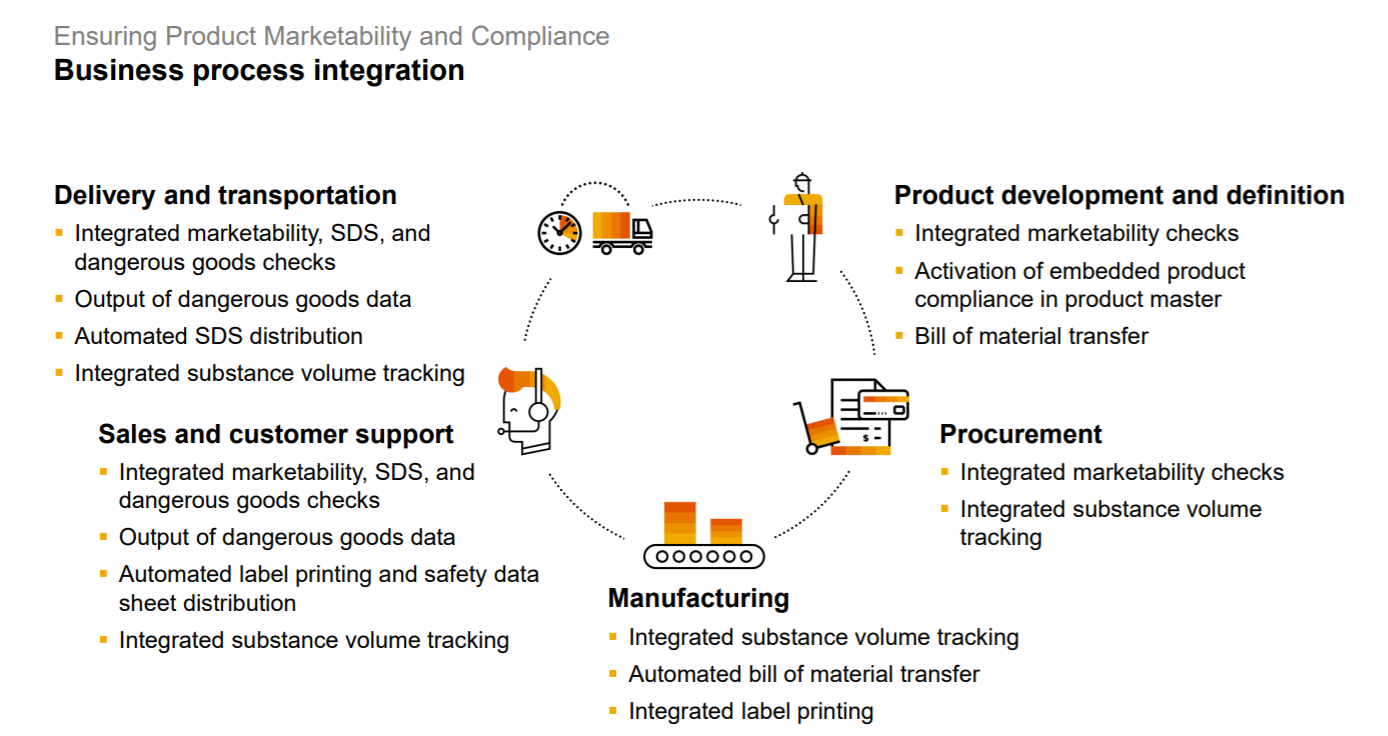 Ensuring Product Marketability and Compliance
Business process integration
Delivery and transportation
▪ Integrated marketability, SDS, and
dangerous goods checks
▪ Output of dangerous goods data
▪ Automated SDS distribution
▪ Integrated substance volume tracking
Product development and definition
▪ Integrated marketability checks
▪ Activation of embedded product
compliance in product master
▪ Bill of material transfer
Sales and customer support
▪ Integrated marketability, SDS, and
dangerous goods checks
▪ Output of dangerous goods data
▪ Automated label printing and safety data
sheet distribution
▪ Integrated substance volume tracking
$
Procurement
▪ Integrated marketability checks
▪ Integrated substance volume
tracking
Manufacturing
▪ Integrated substance volume tracking
▪ Automated bill of material transfer
▪ Integrated label printing